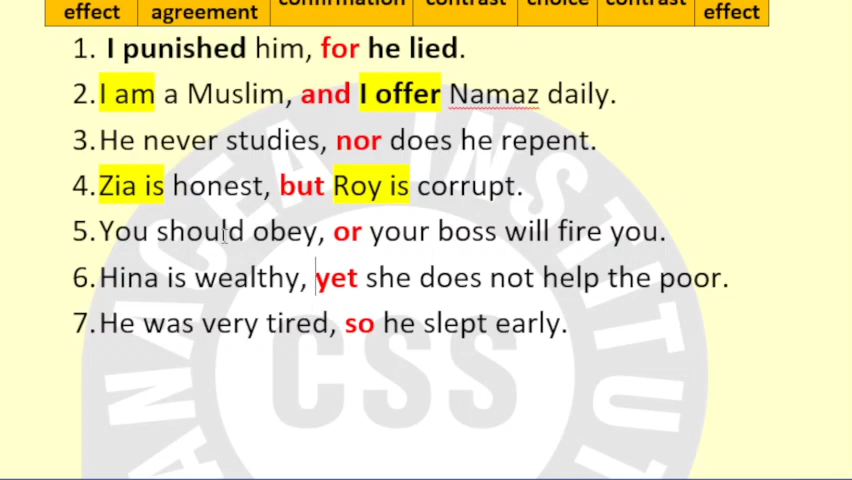 effect agreement confirmation contrast choice contrast effect
1. I punished him, for he lied.
2. I am a Muslim, and I offer Namaz daily.
3. He never studies, nor does he repent.
4. Zia is honest, but Roy is corrupt.
5. You should obey, or your boss will fire you.
6. Hina is wealthy, yet she does not help the poor.
7. He was very tired, so he slept early.
CSS